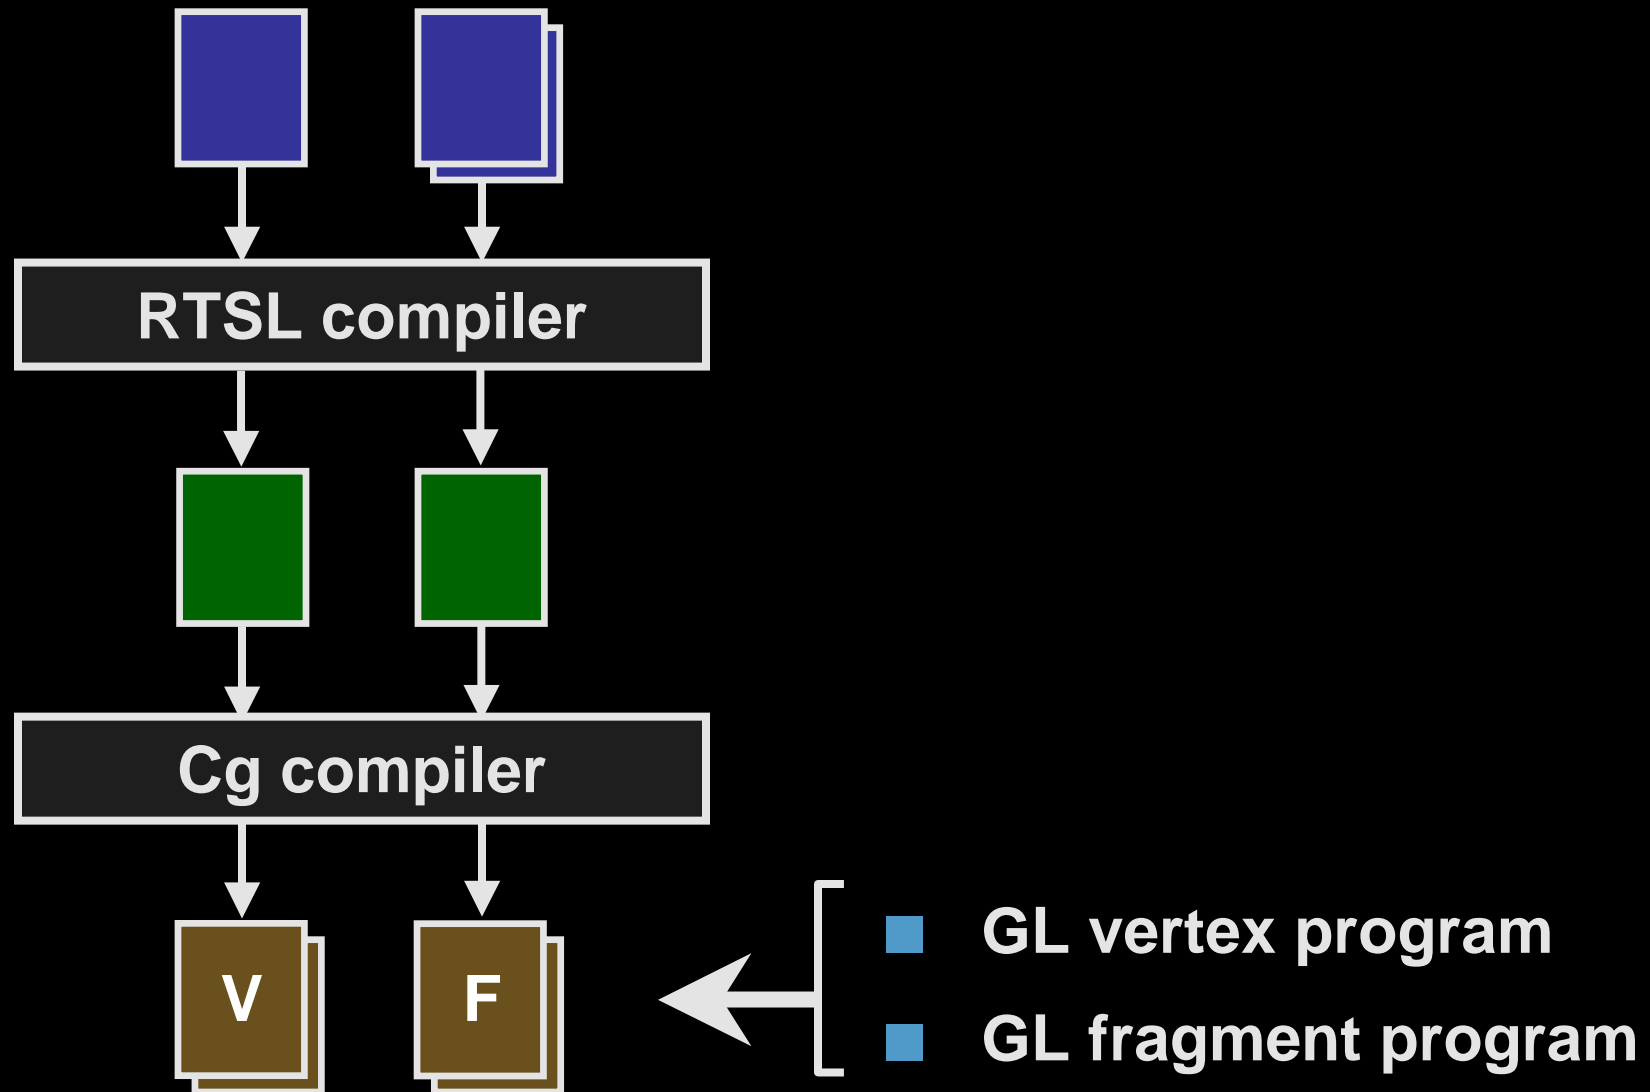 RTSL compiler
Cg compiler
V
F
GL vertex program
GL fragment program